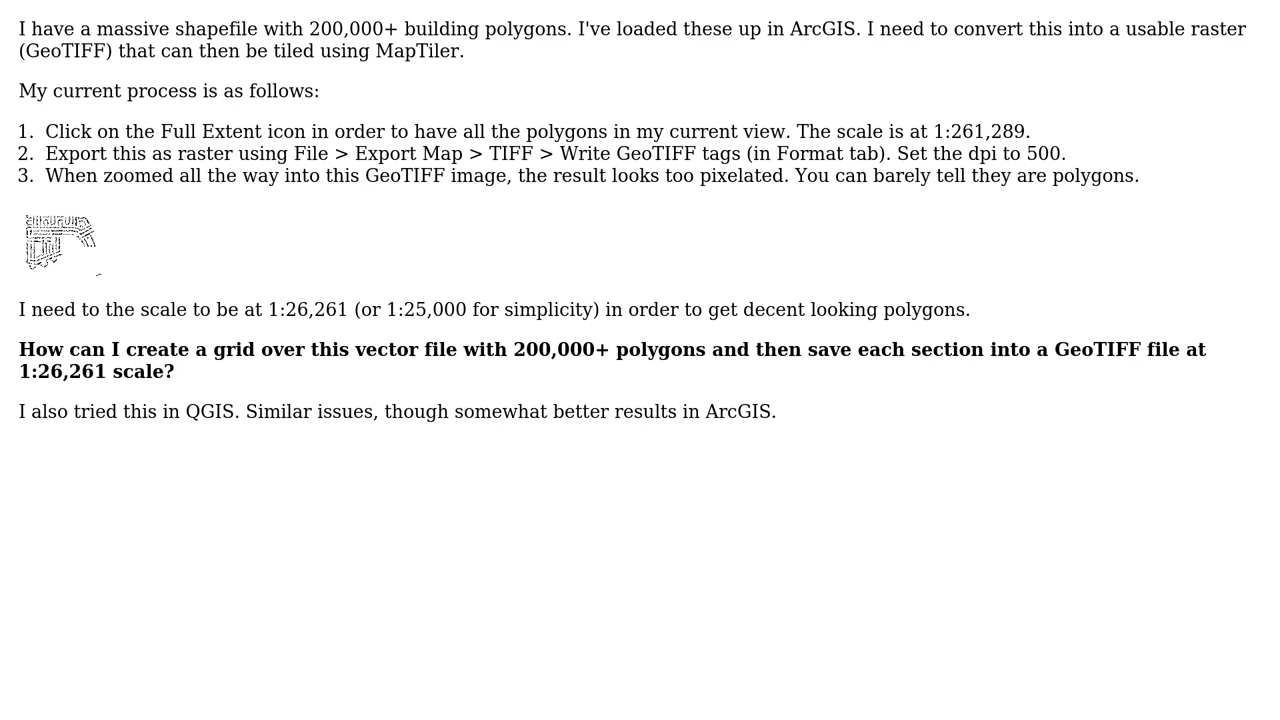 I have a massive shapefile with 200,000+ building polygons. I've loaded these up in ArcGIS. I need to convert this into a usable raster
(GeoTIFF) that can then be tiled using MapTiler.
My current process is as follows:
1. Click on the Full Extent icon in order to have all the polygons in my current view. The scale is at 1:261,289.
2. Export this as raster using File > Export Map > TIFF > Write GeoTIFF tags (in Format tab). Set the dpi to 500.
3. When zoomed all the way into this GeoTIFF image, the result looks too pixelated. You can barely tell they are polygons.
I need to the scale to be at 1:26,261 (or 1:25,000 for simplicity) in order to get decent looking polygons.
How can I create a grid over this vector file with 200,000+ polygons and then save each section into a GeoTIFF file at
1:26,261 scale?
I also tried this in QGIS. Similar issues, though somewhat better results in ArcGIS.